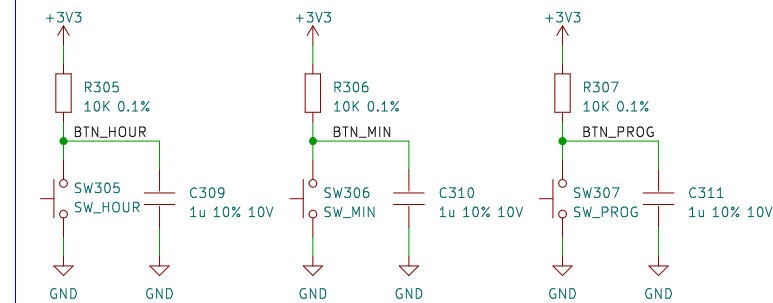 +3V3
+3V3
+3V3
R305
10K 0.1%
R306
10K 0.1%
R307
10K 0.1%
BTN_HOUR
BTN_MIN
BTN_PROG
SW305
SW_HOUR
C309
1u 10% 10V
SW306
SW_MIN
C310
1u 10% 10V
SW307
SW_PROG
C311
1u 10% 10V
GND
GND
GND
GND
GND
GND